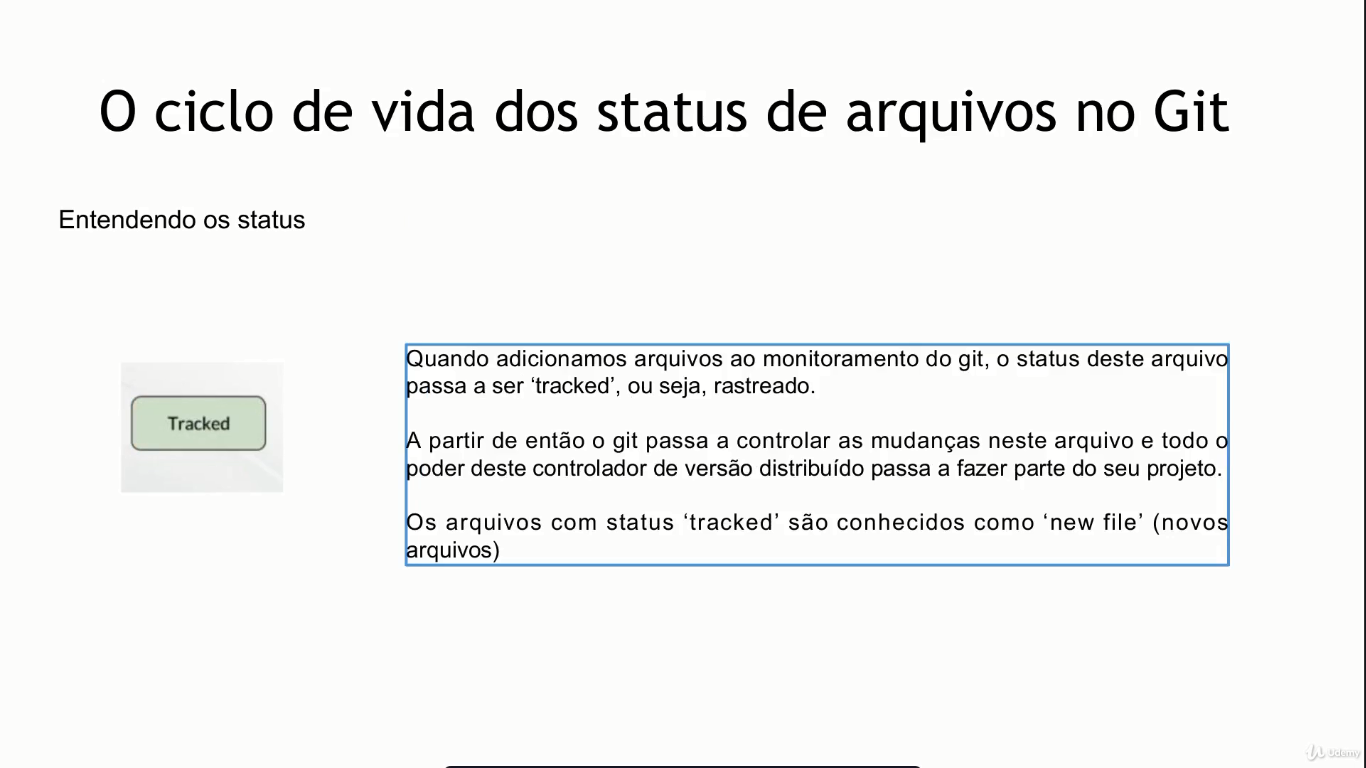 O ciclo de vida dos status de arquivos no Git
Entendendo os status
Tracked
Quando adicionamos arquivos ao monitoramento do git, o status deste arquivo
passa a ser ‘tracked’, ou seja, rastreado.
A partir de então o git passa a controlar as mudanças neste arquivo e todo o
poder deste controlador de versão distribuído passa a fazer parte do seu projeto.
Os arquivos com status ‘tracked’ são conhecidos como ‘new file’ (novos
arquivos)
Udemy